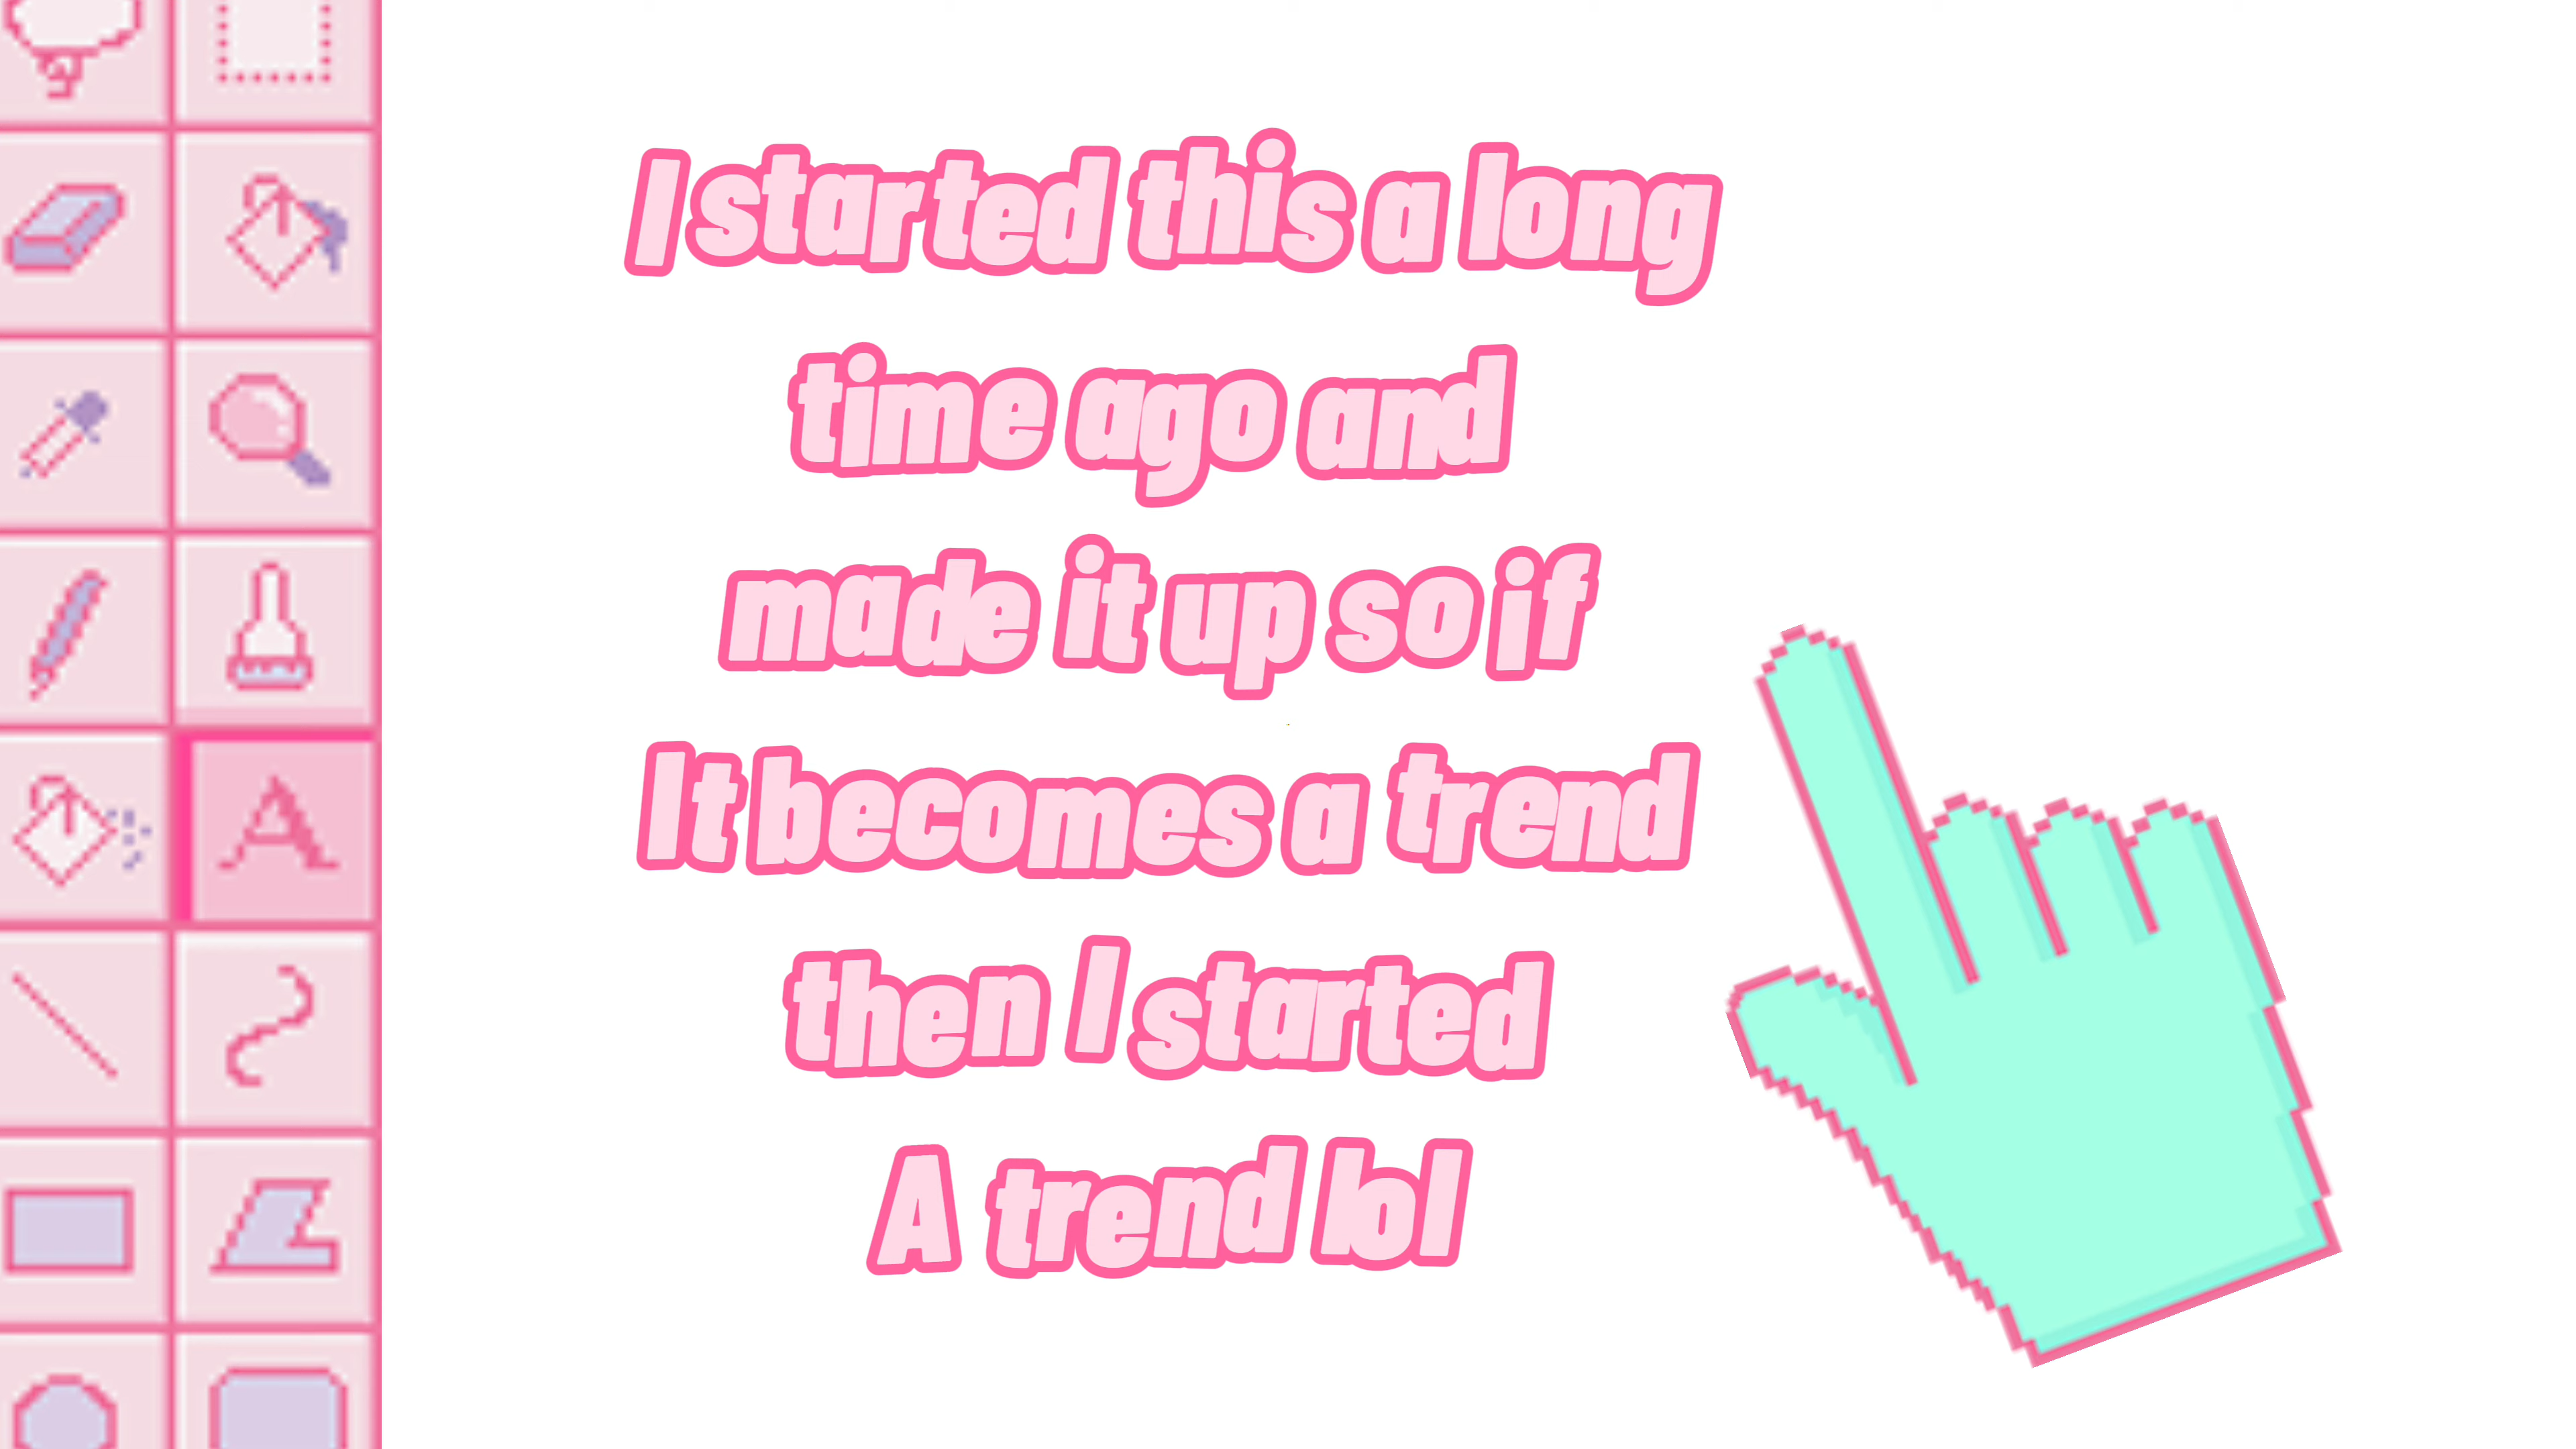 I started this a long
time ago and
made it up so if
It becomes a trend
then I started
A trend lol
A